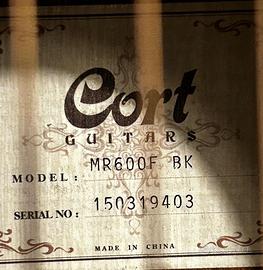 Cort
GUITARS
MODEL: MR600F BK
SERIAL NO: 150319403
MADE IN CHINA